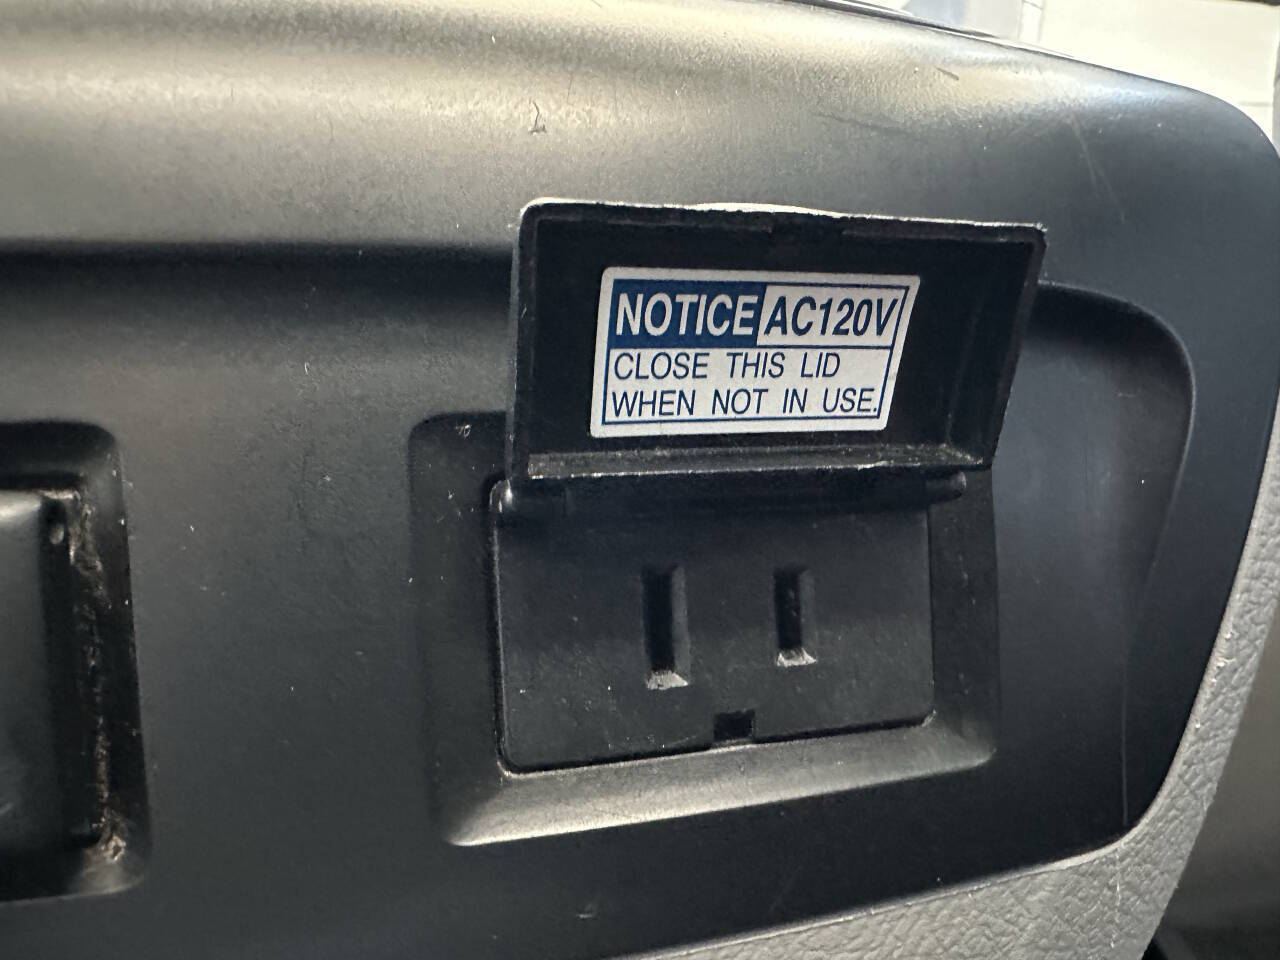 NOTICE AC120V
CLOSE THIS LID
WHEN NOT IN USE.